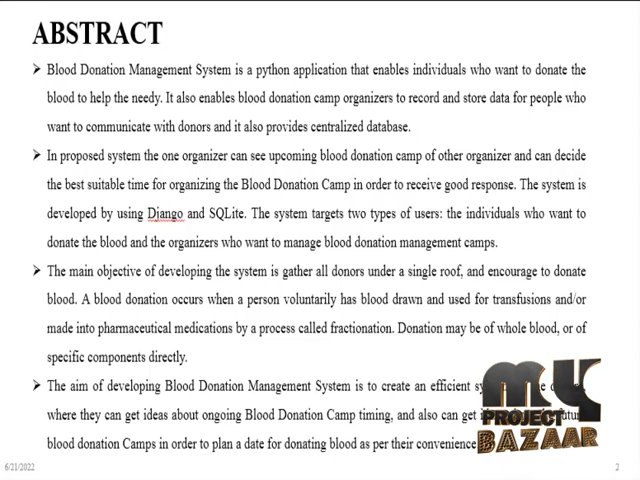 ABSTRACT
➢ Blood Donation Management System is a python application that enables individuals who want to donate the
blood to help the needy. It also enables blood donation camp organizers to record and store data for people who
want to communicate with donors and it also provides centralized database.
➢ In proposed system the one organizer can see upcoming blood donation camp of other organizer and can decide
the best suitable time for organizing the Blood Donation Camp in order to receive good response. The system is
developed by using Django and SQLite. The system targets two types of users: the individuals who want to
donate the blood and the organizers who want to manage blood donation management camps.
➢ The main objective of developing the system is gather all donors under a single roof, and encourage to donate
blood. A blood donation occurs when a person voluntarily has blood drawn and used for transfusions and/or
made into pharmaceutical medications by a process called fractionation. Donation may be of whole blood, or of
specific components directly.
➢ The aim of developing Blood Donation Management System is to create an efficient
where they can get ideas about ongoing Blood Donation Camp timing, and also can get
blood donation Camps in order to plan a date for donating blood as per their convenience
MY
PROJECT
BAZAAR
6/21/2022
2